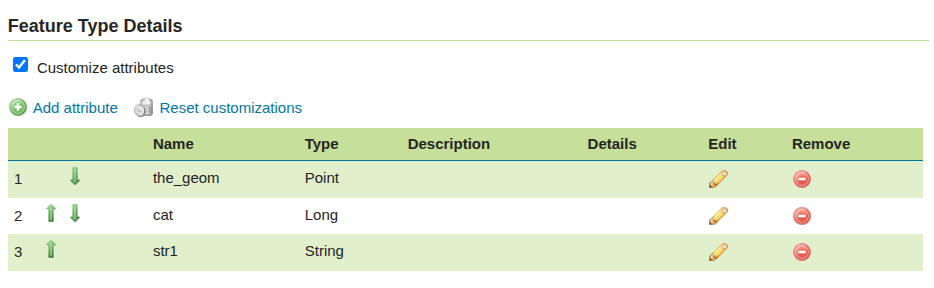 Feature Type Details
Customize attributes
Add attribute Reset customizations
Name Type Description Details Edit Remove
1 the_geom Point
2 cat Long
3 str1 String